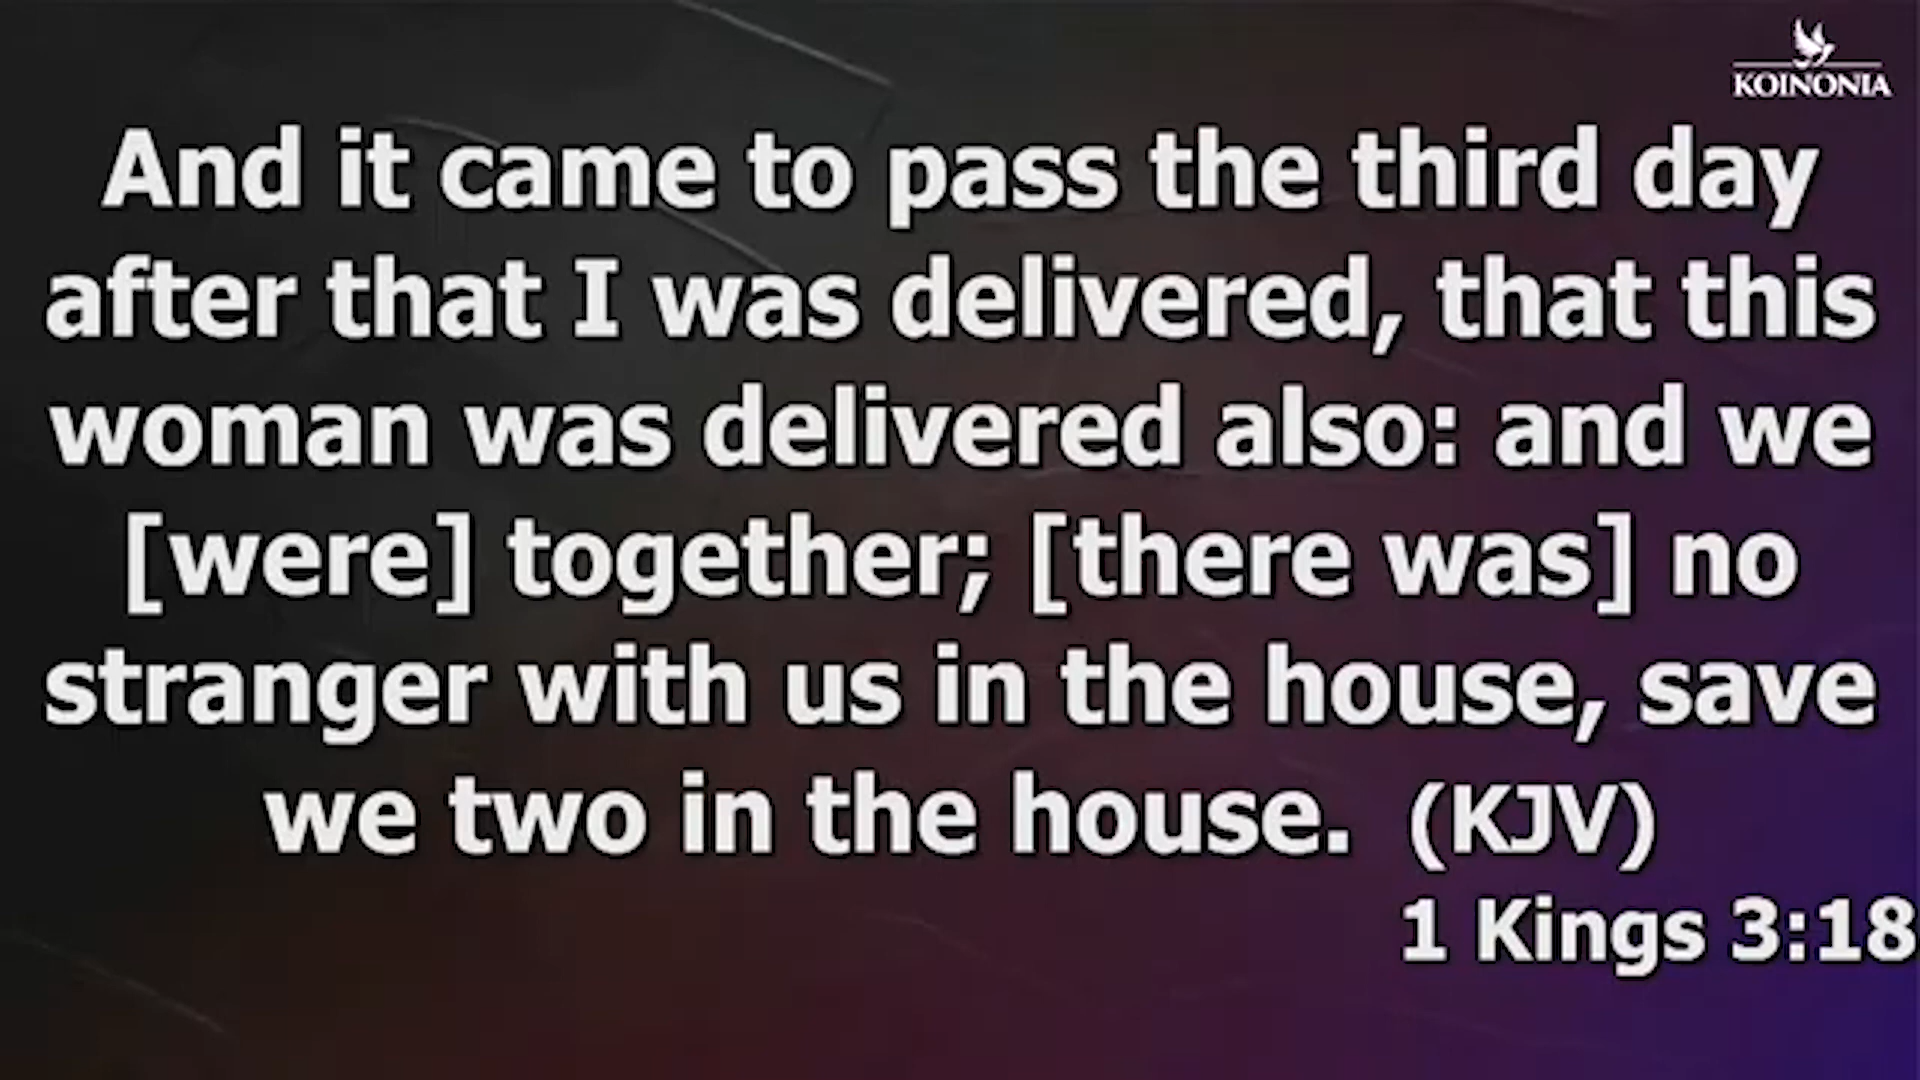 KOINONIA
And it came to pass the third day
after that I was delivered, that this
woman was delivered also: and we
[were] together; [there was] no
stranger with us in the house, save
we two in the house. (KJV)
1 Kings 3:18